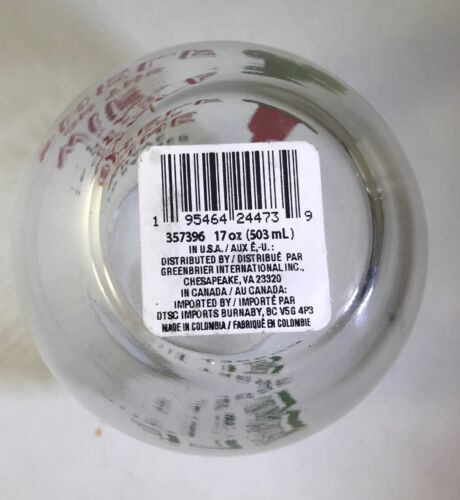 1 95464 24473 9
357396 17 oz (503 mL)
IN U.S.A. / AUX É.-U.:
DISTRIBUTED BY / DISTRIBUÉ PAR
GREENBRIER INTERNATIONAL INC.,
CHESAPEAKE, VA 23320
IN CANADA / AU CANADA:
IMPORTED BY / IMPORTÉ PAR
DTSC IMPORTS BURNABY, BC V5G 4P3
MADE IN COLOMBIA / FABRIQUÉ EN COLOMBIE